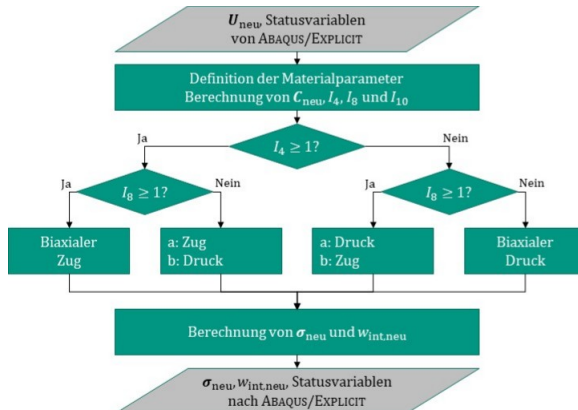 U_neu, Statusvariablen
von ABAQUS/EXPLICIT
Definition der Materialparameter
Berechnung von C_neu, I_4, I_8 und I_10
I_4 ≥ 1?
Ja
Nein
I_8 ≥ 1?
Ja
Nein
I_8 ≥ 1?
Ja
Nein
Biaxialer
Zug
a: Zug
b: Druck
a: Druck
b: Zug
Biaxialer
Druck
Berechnung von σ_neu und w_int,neu
σ_neu, w_int,neu, Statusvariablen
nach ABAQUS/EXPLICIT